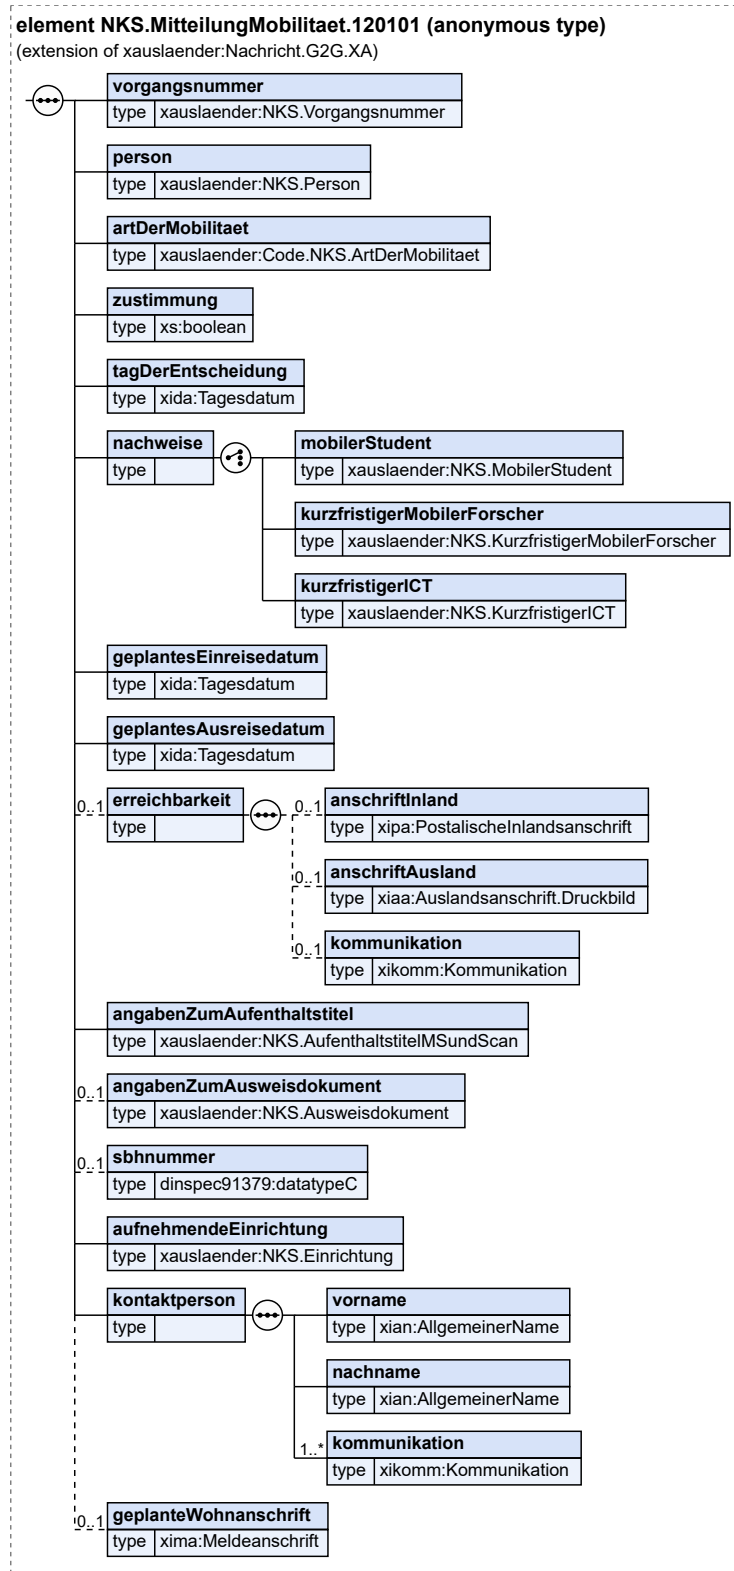 element NKS.MitteilungMobilitaet.120101 (anonymous type)
(extension of xauslaender:Nachricht.G2G.XA)
vorgangsnummer
type xauslaender:NKS.Vorgangsnummer
person
type xauslaender:NKS.Person
artDerMobilitaet
type xauslaender:Code.NKS.ArtDerMobilitaet
zustimmung
type xs:boolean
tagDerEntscheidung
type xida:Tagesdatum
nachweise
type
mobilerStudent
type xauslaender:NKS.MobilerStudent
kurzfristigerMobilerForscher
type xauslaender:NKS.KurzfristigerMobilerForscher
kurzfristigerICT
type xauslaender:NKS.KurzfristigerICT
geplantesEinreisedatum
type xida:Tagesdatum
geplantesAusreisedatum
type xida:Tagesdatum
0..1 erreichbarkeit
type
0..1 anschriftInland
type xipa:PostalischeInlandsanschrift
0..1 anschriftAusland
type xiaa:Auslandsanschrift.Druckbild
0..1 kommunikation
type xikomm:Kommunikation
angabenZumAufenthaltstitel
type xauslaender:NKS.AufenthaltstitelMSundScan
0..1 angabenZumAusweisdokument
type xauslaender:NKS.Ausweisdokument
0..1 sbhnummer
type dinspec91379:datatypeC
aufnehmendeEinrichtung
type xauslaender:NKS.Einrichtung
kontaktperson
type
vorname
type xian:AllgemeinerName
nachname
type xian:AllgemeinerName
1..* kommunikation
type xikomm:Kommunikation
0..1 geplanteWohnanschrift
type xima:Meldeanschrift